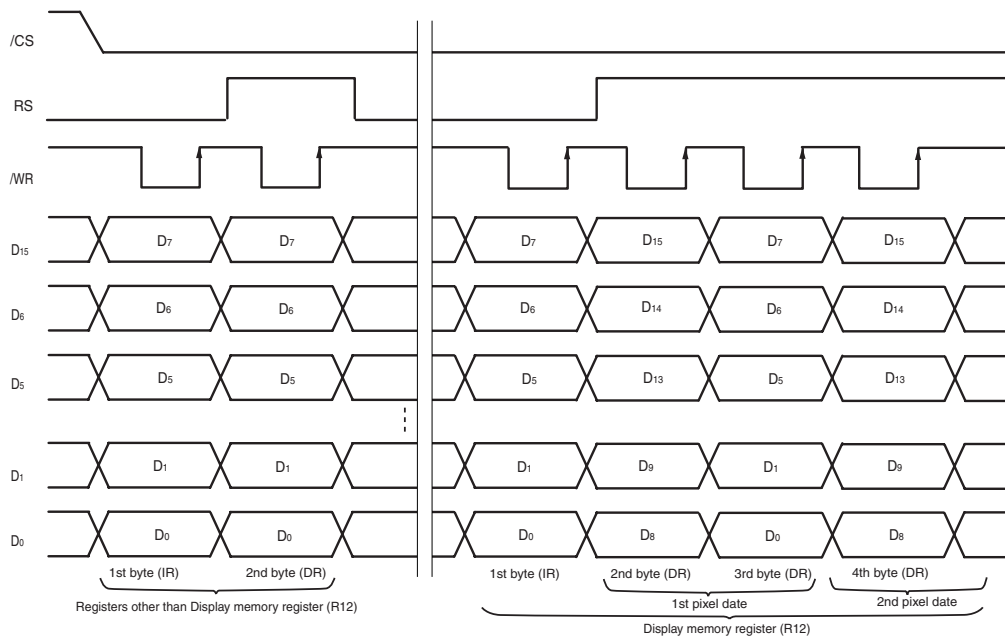 /CS
RS
/WR
D15 D7 D7 D7 D15 D7 D15
D6 D6 D6 D6 D14 D6 D14
D5 D5 D5 D5 D13 D5 D13
D1 D1 D1 D1 D9 D1 D9
D0 D0 D0 D0 D8 D0 D8
1st byte (IR) 2nd byte (DR) 1st byte (IR) 2nd byte (DR) 3rd byte (DR) 4th byte (DR)
Registers other than Display memory register (R12) 1st pixel date 2nd pixel date
Display memory register (R12)